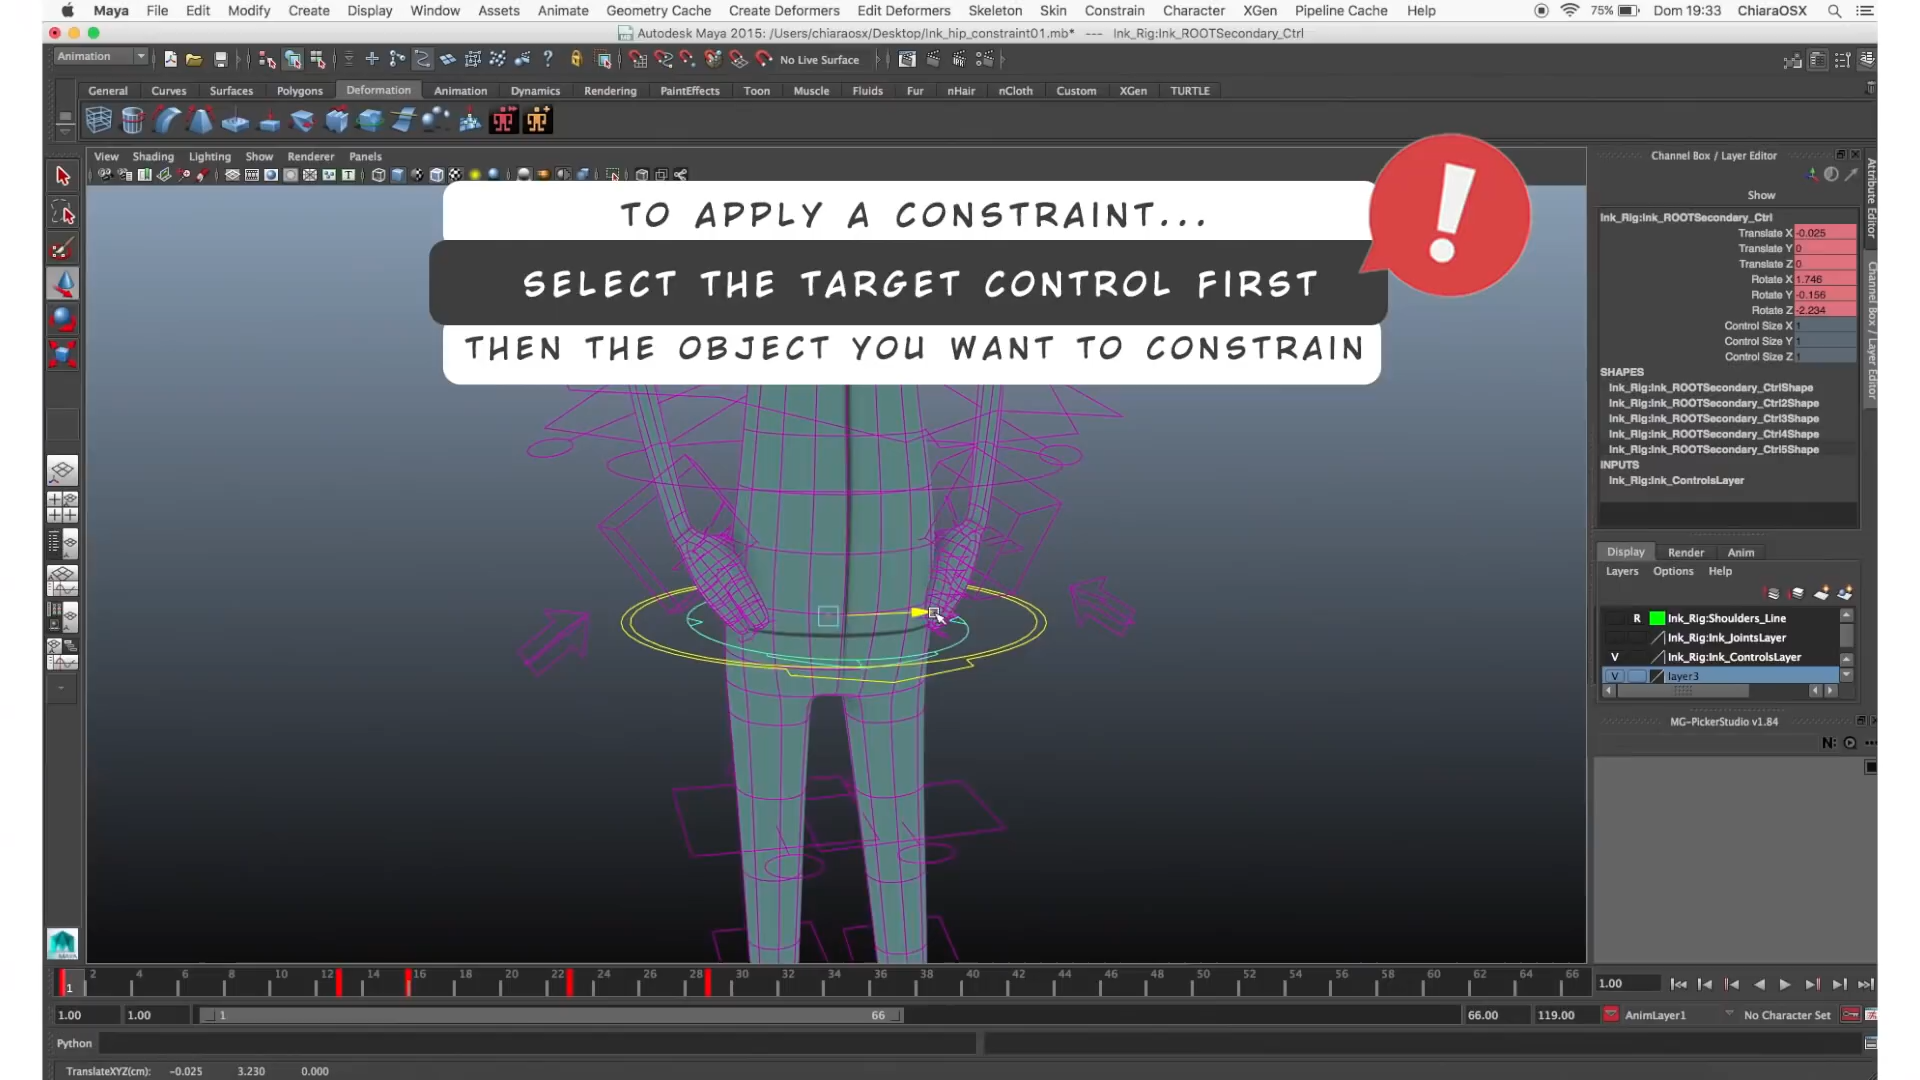 Maya File Edit Modify Create Display Window Assets Animate Geometry Cache Create Deformers Edit Deformers Skeleton Skin Constrain Character XGen Pipeline Cache Help 75% Dom 19:33 ChiaraOSX
Autodesk Maya 2015: /Users/chiaraosx/Desktop/Ink_hip_constraint01.mb* --- Ink_Rig:Ink_ROOTSecondary_Ctrl
Animation No Live Surface
General Curves Surfaces Polygons Deformation Animation Dynamics Rendering PaintEffects Toon Muscle Fluids Fur nHair nCloth Custom XGen TURTLE
View Shading Lighting Show Renderer Panels
Channel Box / Layer Editor
Show
TO APPLY A CONSTRAINT...
SELECT THE TARGET CONTROL FIRST
THEN THE OBJECT YOU WANT TO CONSTRAIN
Ink_Rig:Ink_ROOTSecondary_Ctrl
Translate X -0.025
Translate Y 0
Translate Z 0
Rotate X 1.746
Rotate Y -0.156
Rotate Z -2.234
Control Size X 1
Control Size Y 1
Control Size Z 1
SHAPES
Ink_Rig:Ink_ROOTSecondary_CtrlShape
Ink_Rig:Ink_ROOTSecondary_Ctrl2Shape
Ink_Rig:Ink_ROOTSecondary_Ctrl3Shape
Ink_Rig:Ink_ROOTSecondary_Ctrl4Shape
Ink_Rig:Ink_ROOTSecondary_Ctrl5Shape
INPUTS
Ink_Rig:Ink_ControlsLayer
Attribute Editor
Channel Box / Layer Editor
Display Render Anim
Layers Options Help
R Ink_Rig:Shoulders_Line
Ink_Rig:Ink_JointsLayer
V Ink_Rig:Ink_ControlsLayer
V layer3
MG-PickerStudio v1.84
N:
MAYA
2 4 6 8 10 12 14 16 18 20 22 24 26 28 30 32 34 36 38 40 42 44 46 48 50 52 54 56 58 60 62 64 66
1 1.00
1.00 1.00 1 66 66.00 119.00 AnimLayer1 No Character Set
Python
TranslateXYZ(cm): -0.025 3.230 0.000